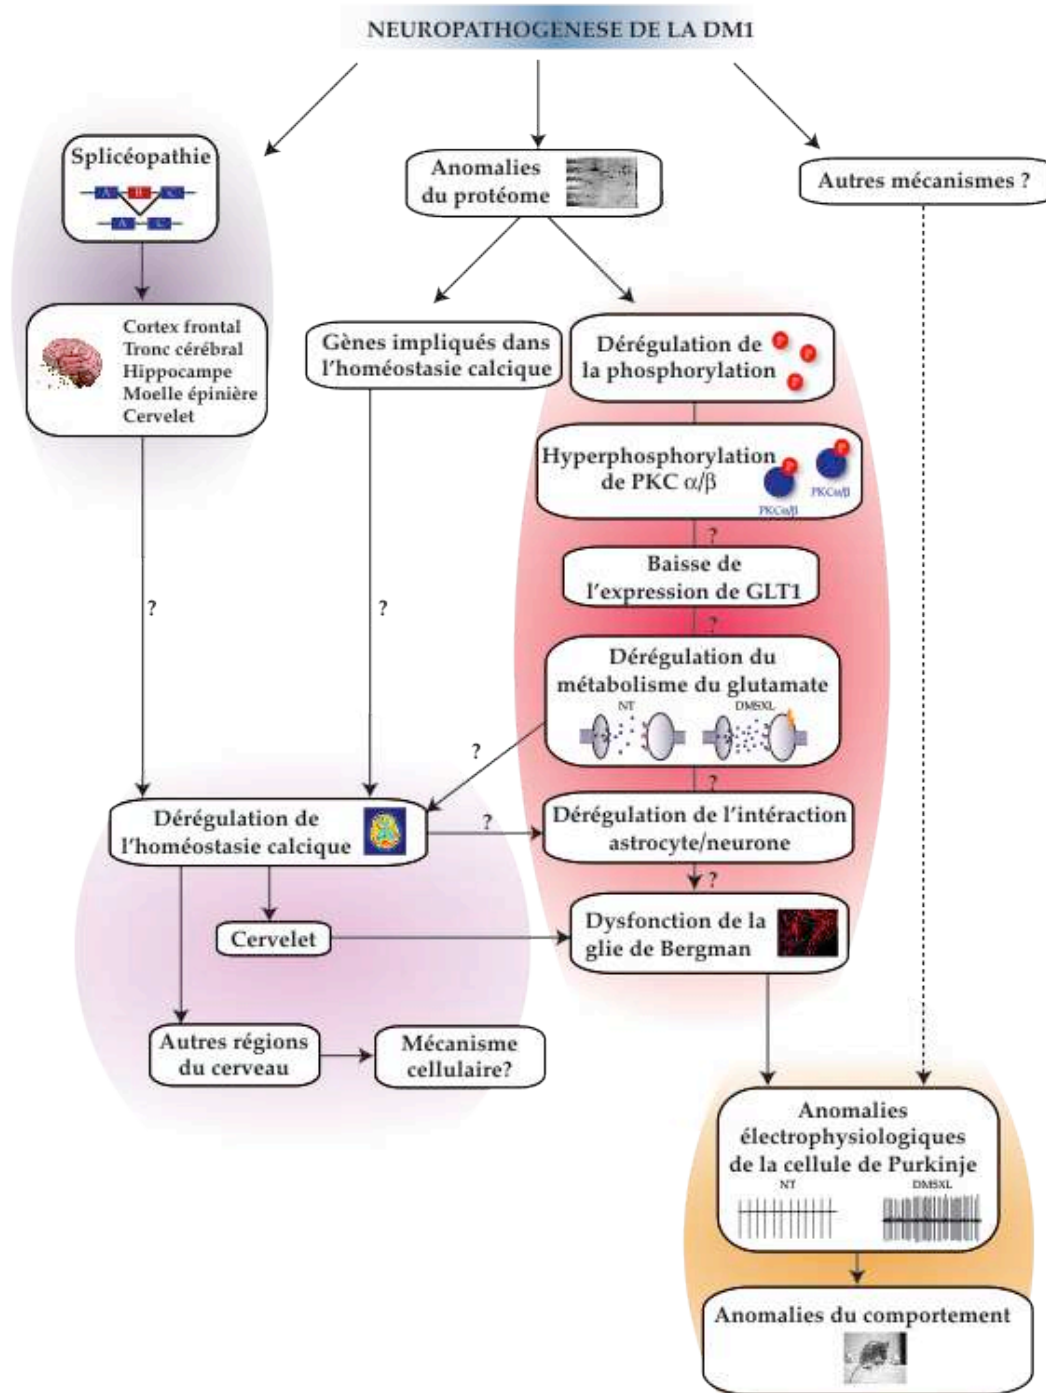 NEUROPATHOGENESE DE LA DM1
Splicéopathie
A B C
A C
Anomalies
du protéome
Autres mécanismes ?
Cortex frontal
Tronc cérébral
Hippocampe
Moelle épinière
Cervelet
Gènes impliqués dans
l'homéostasie calcique
Dérégulation de
la phosphorylation
P
P
P
Hyperphosphorylation
de PKC α/β
P
P
PKCα/β
PKCα/β
?
Baisse de
l'expression de GLT1
?
?
?
Dérégulation du
métabolisme du glutamate
NT
DMSXL
?
?
Dérégulation de
l'homéostasie calcique
?
Dérégulation de l'intéraction
astrocyte/neurone
?
Cervelet
Dysfonction de la
glie de Bergman
Autres régions
du cerveau
Mécanisme
cellulaire?
Anomalies
électrophysiologiques
de la cellule de Purkinje
NT
DMSXL
Anomalies du comportement